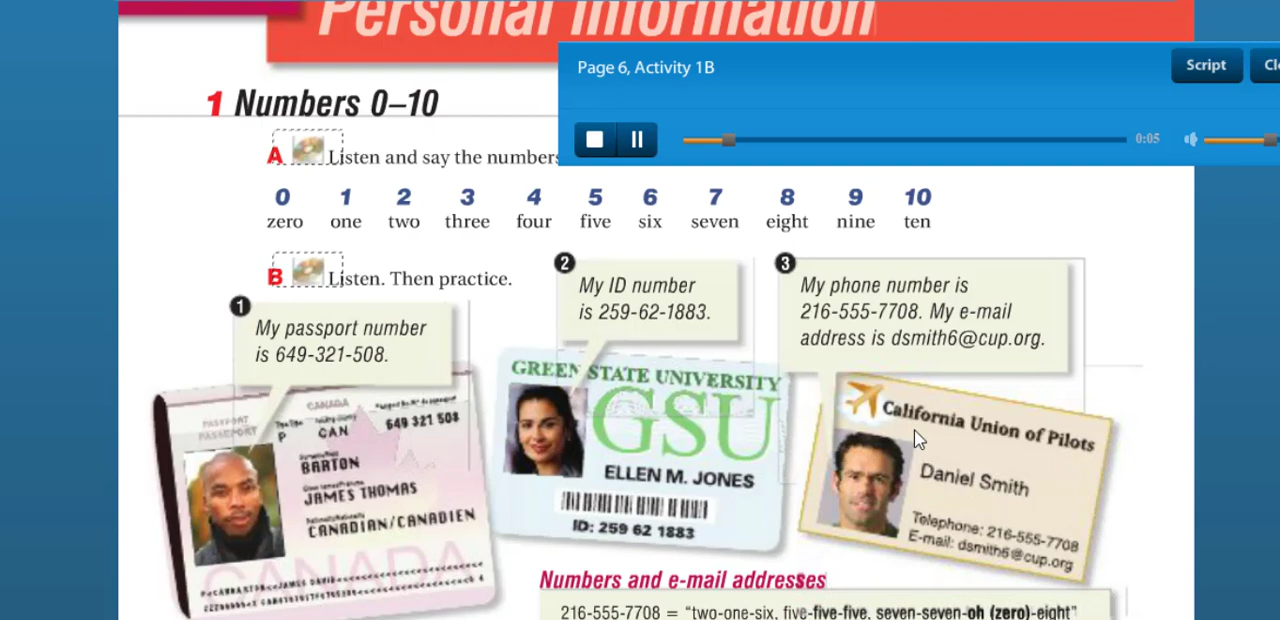 Personal Information
Page 6, Activity 1B
Script
0:05
1 Numbers 0–10
A Listen and say the numbers
0 1 2 3 4 5 6 7 8 9 10
zero one two three four five six seven eight nine ten
B Listen. Then practice.
1
My passport number
is 649-321-508.
2
My ID number
is 259-62-1883.
3
My phone number is
216-555-7708. My e-mail
address is dsmith6@cup.org.
PASSPORT
PASSEPORT
CANADA
P
CAN
649 321 508
BARTON
JAMES THOMAS
CANADIAN/CANADIEN
CANADA
GREEN STATE UNIVERSITY
GSU
ELLEN M. JONES
ID: 259 62 1883
California Union of Pilots
Daniel Smith
Telephone: 216-555-7708
E-mail: dsmith6@cup.org
Numbers and e-mail addresses
216-555-7708 = “two-one-six, five-five-five, seven-seven-oh (zero)-eight”